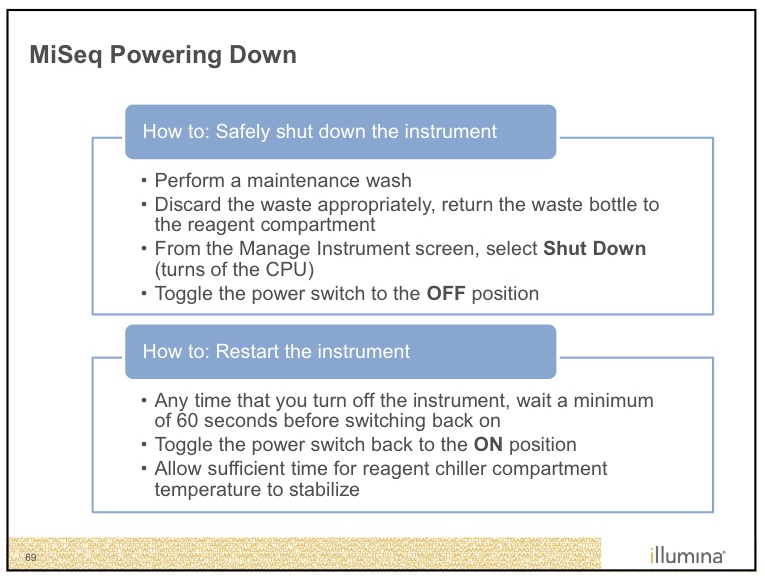 MiSeq Powering Down
How to: Safely shut down the instrument
• Perform a maintenance wash
• Discard the waste appropriately, return the waste bottle to
the reagent compartment
• From the Manage Instrument screen, select Shut Down
(turns of the CPU)
• Toggle the power switch to the OFF position
How to: Restart the instrument
• Any time that you turn off the instrument, wait a minimum
of 60 seconds before switching back on
• Toggle the power switch back to the ON position
• Allow sufficient time for reagent chiller compartment
temperature to stabilize
69
illumina